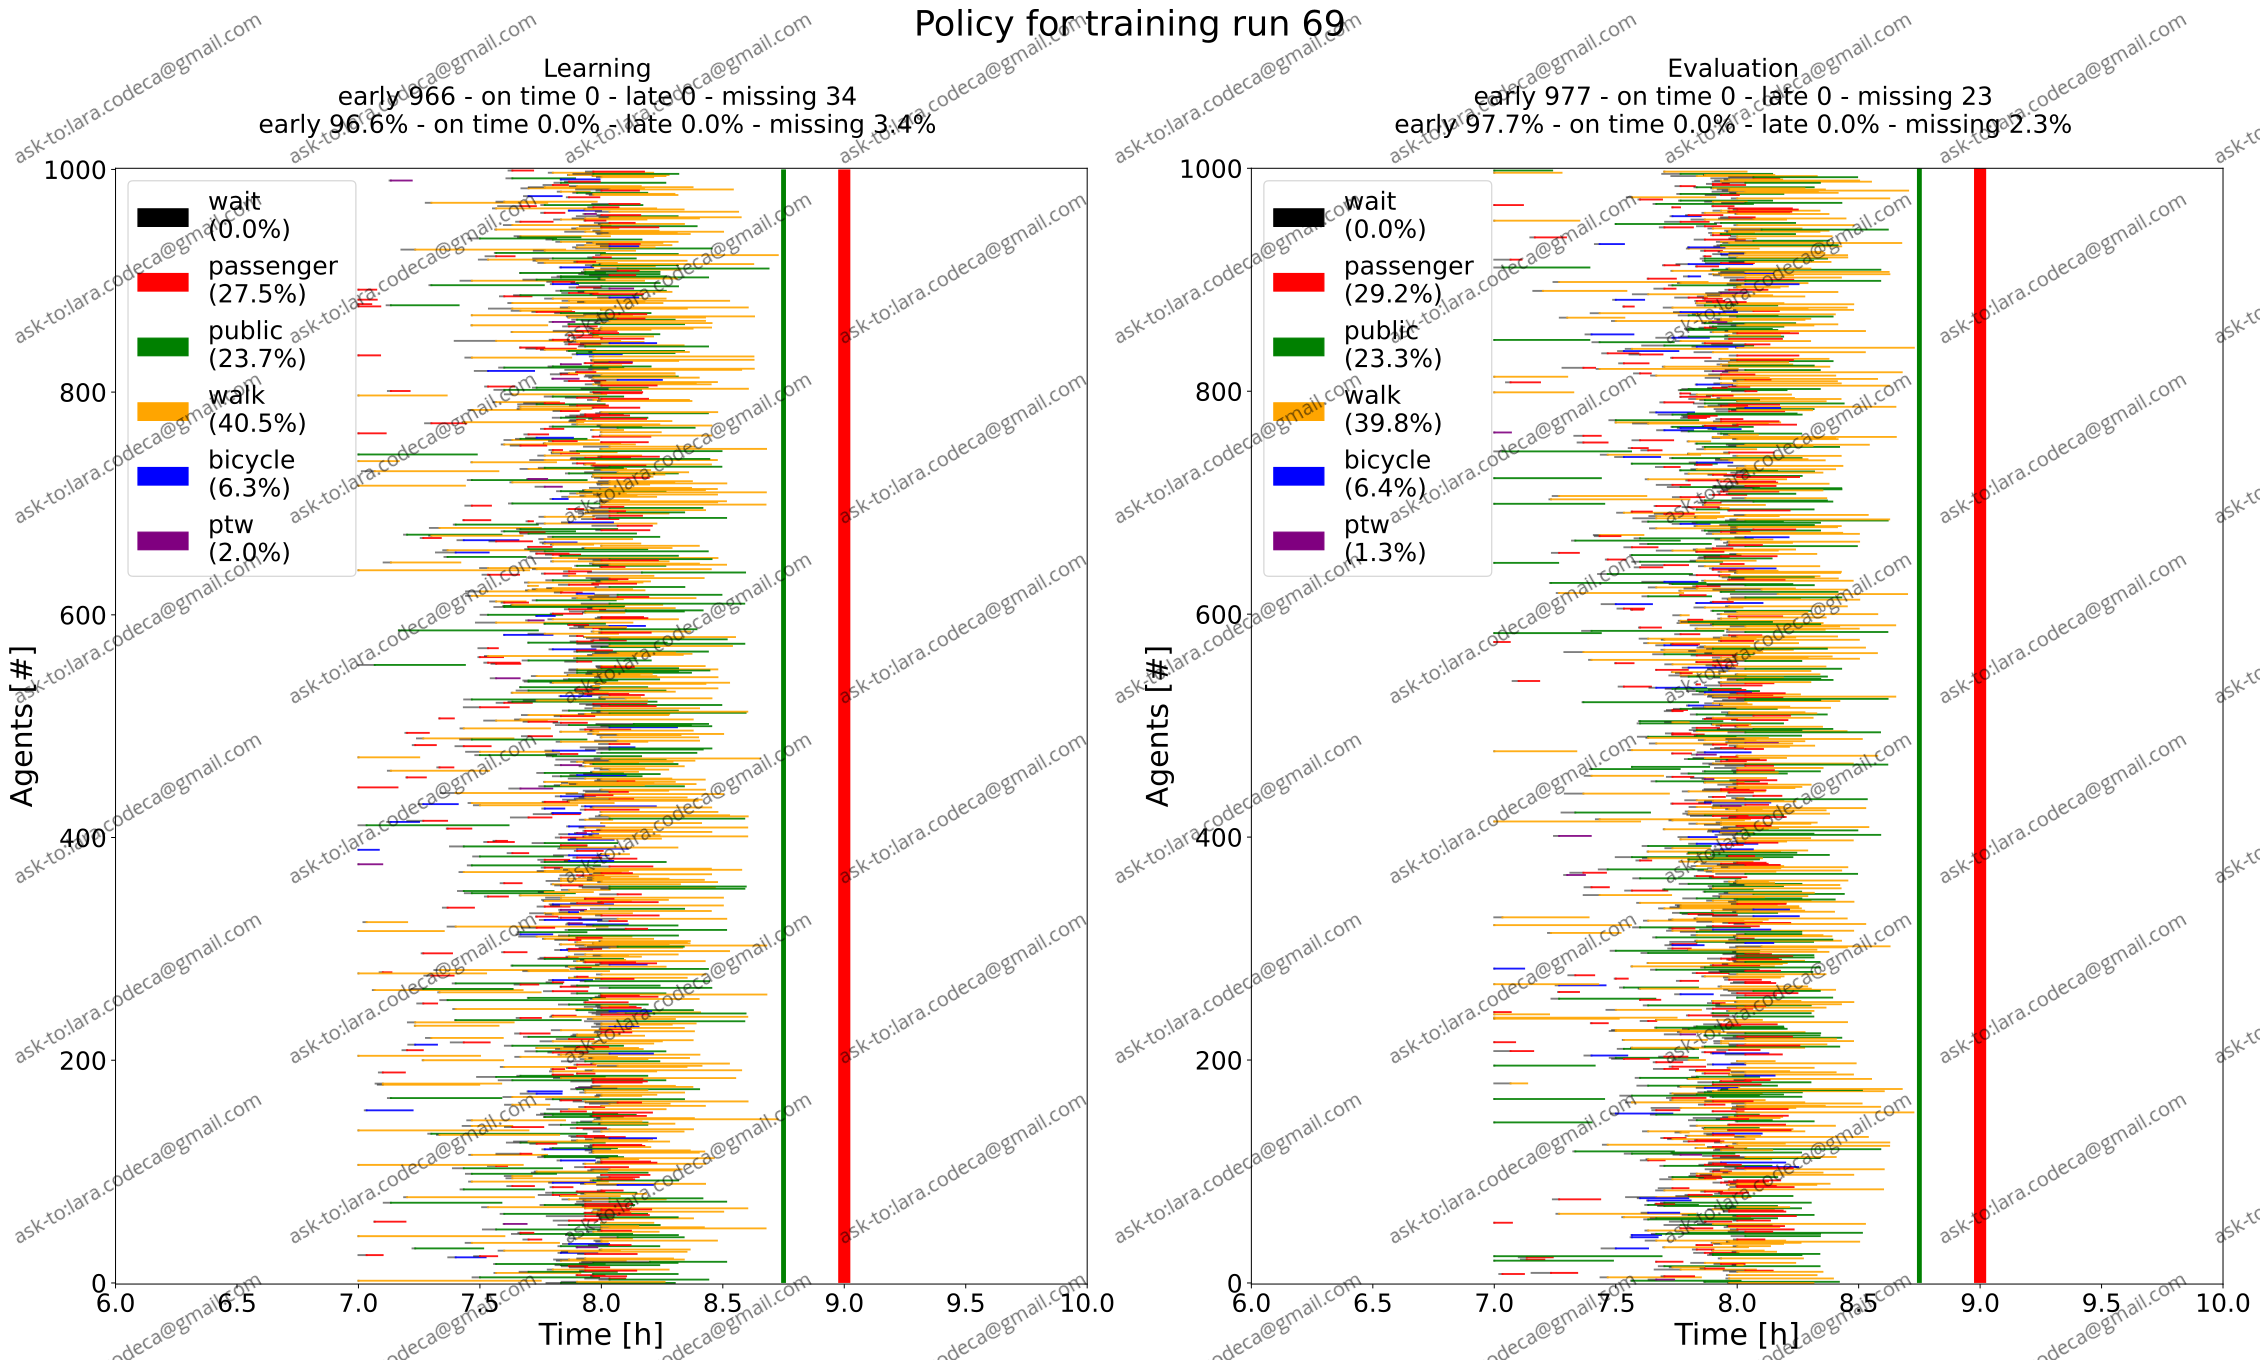 Policy for training run 69
Learning
early 966 - on time 0 - late 0 - missing 34
early 96.6% - on time 0.0% - late 0.0% - missing 3.4%
1000
800
600
400
200
0
Agents [#]
wait
(0.0%)
passenger
(27.5%)
public
(23.7%)
walk
(40.5%)
bicycle
(6.3%)
ptw
(2.0%)
6.0 6.5 7.0 7.5 8.0 8.5 9.0 9.5 10.0
Time [h]
Evaluation
early 977 - on time 0 - late 0 - missing 23
early 97.7% - on time 0.0% - late 0.0% - missing 2.3%
1000
800
600
400
200
0
Agents [#]
wait
(0.0%)
passenger
(29.2%)
public
(23.3%)
walk
(39.8%)
bicycle
(6.4%)
ptw
(1.3%)
6.0 6.5 7.0 7.5 8.0 8.5 9.0 9.5 10.0
Time [h]
ask-to:lara.codeca@gmail.com